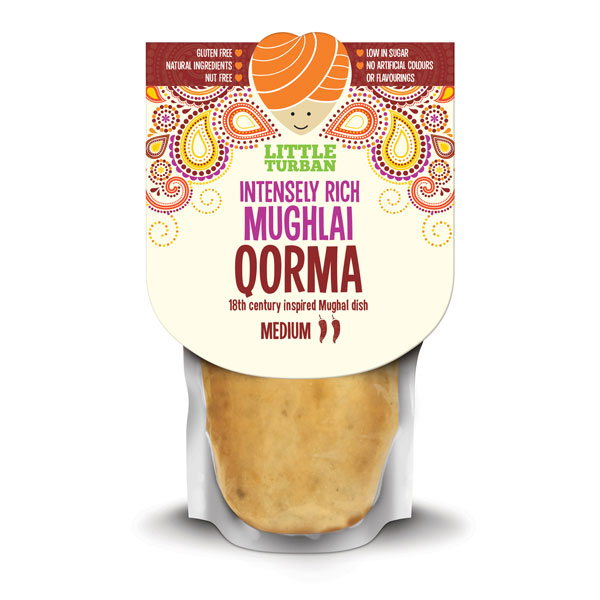 GLUTEN FREE
NATURAL INGREDIENTS
NUT FREE
LOW IN SUGAR
NO ARTIFICIAL COLOURS
OR FLAVOURINGS
LITTLE
TURBAN
INTENSELY RICH
MUGHLAI
QORMA
18th century inspired Mughal dish
MEDIUM